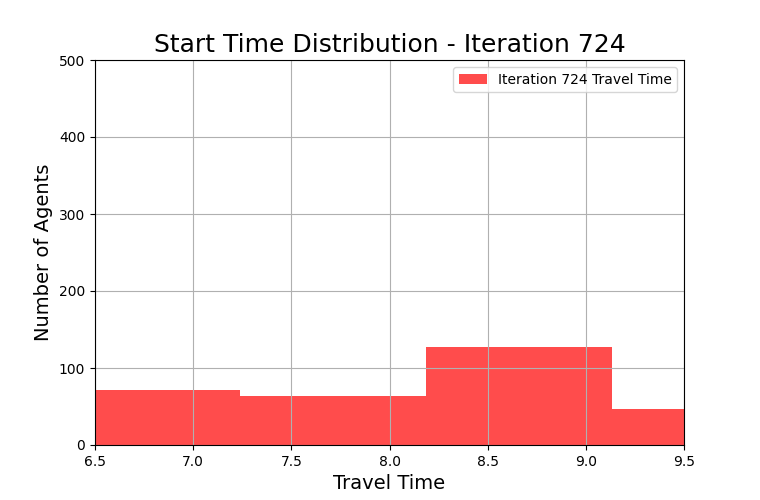 Start Time Distribution - Iteration 724
500
Iteration 724 Travel Time
400
300
200
100
0
Number of Agents
6.5 7.0 7.5 8.0 8.5 9.0 9.5
Travel Time